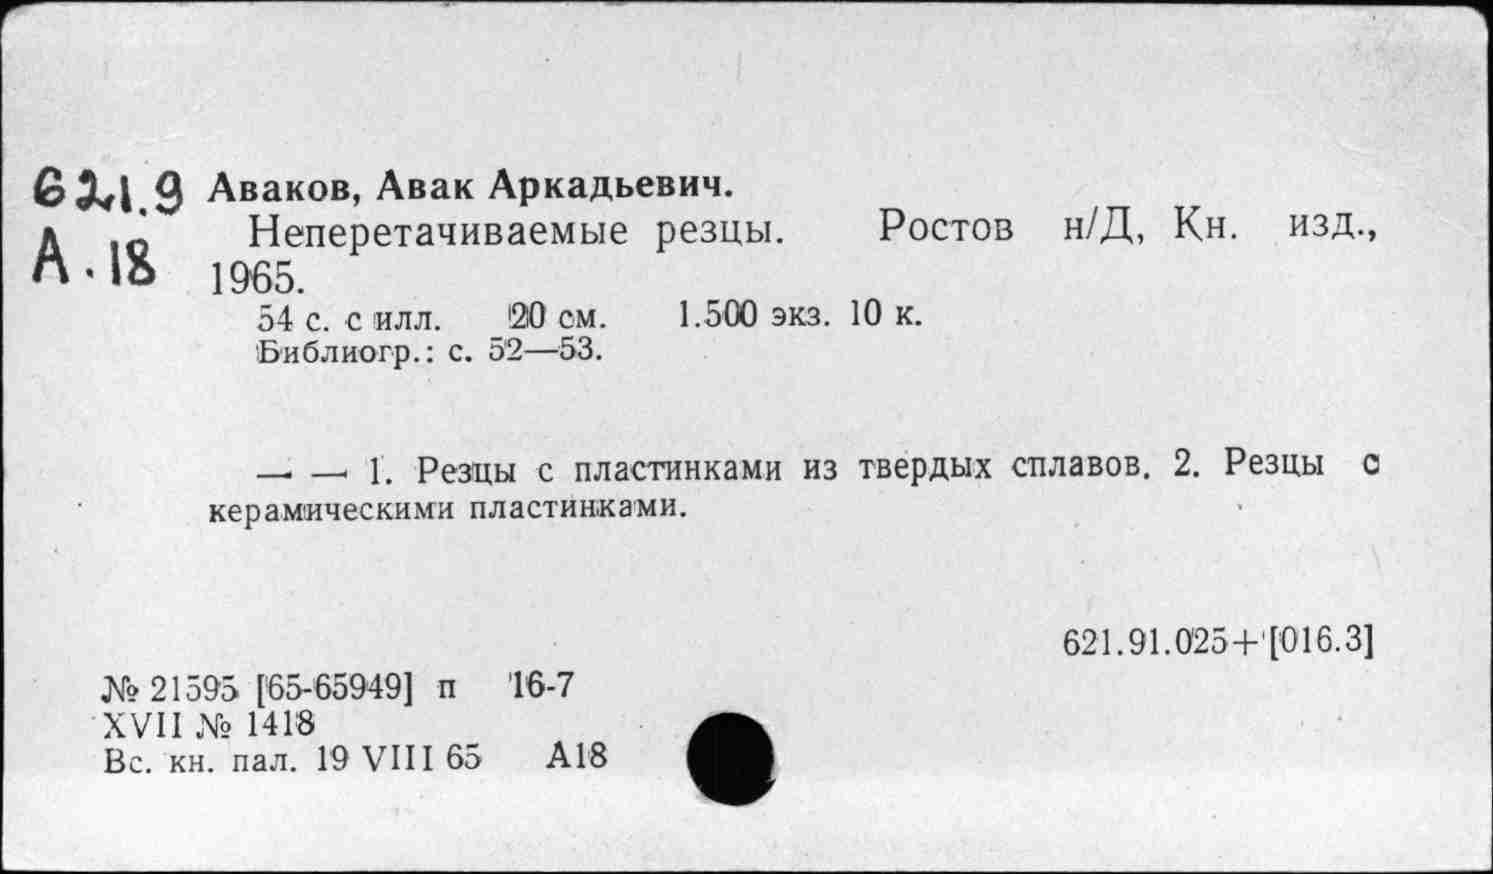 621.9 Аваков, Авак Аркадьевич.
А.18 Неперетачиваемые резцы. Ростов н/Д, Кн. изд.,
1965.
54 с. с илл. 20 см. 1.500 экз. 10 к.
Библиогр.: с. 52—53.
— — 1. Резцы с пластинками из твердых сплавов. 2. Резцы с
керамическими пластинками.
621.91.025+[016.3]
№ 21595 [65-65949] п 16-7
XVII № 1418
Вс. кн. пал. 19 VIII 65 А18